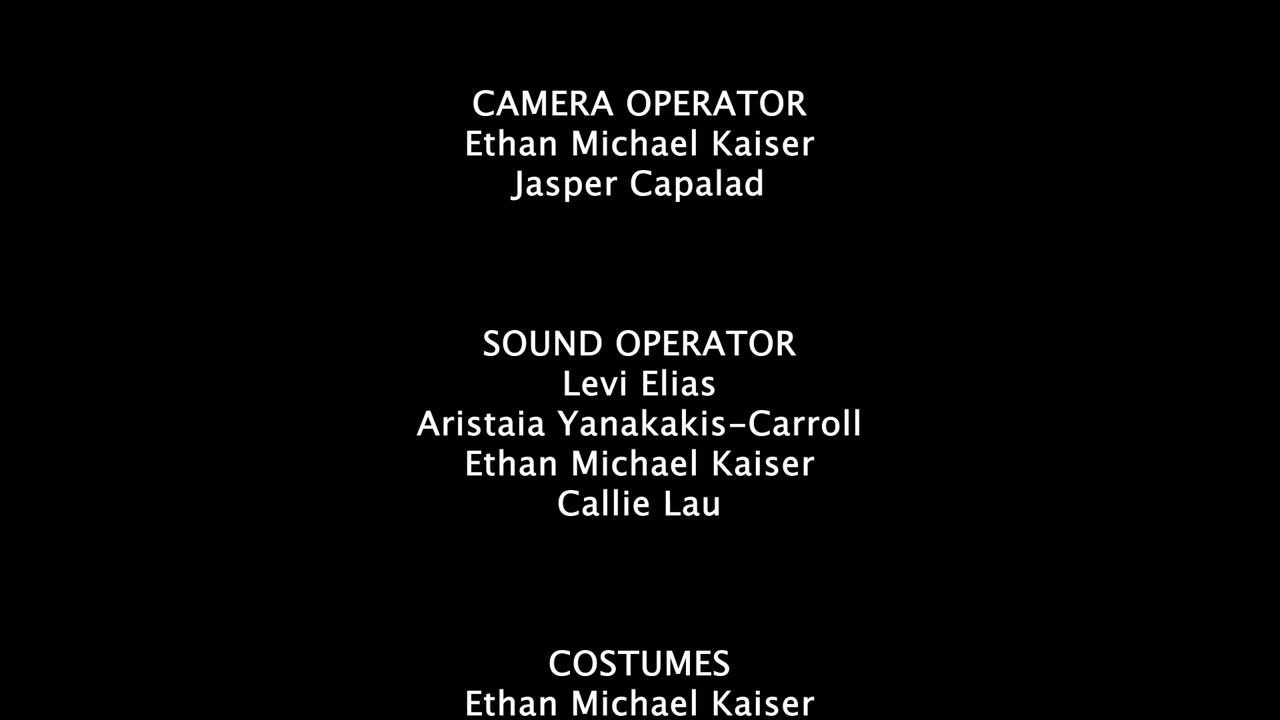 CAMERA OPERATOR
Ethan Michael Kaiser
Jasper Capalad
SOUND OPERATOR
Levi Elias
Aristaia Yanakakis-Carroll
Ethan Michael Kaiser
Callie Lau
COSTUMES
Ethan Michael Kaiser